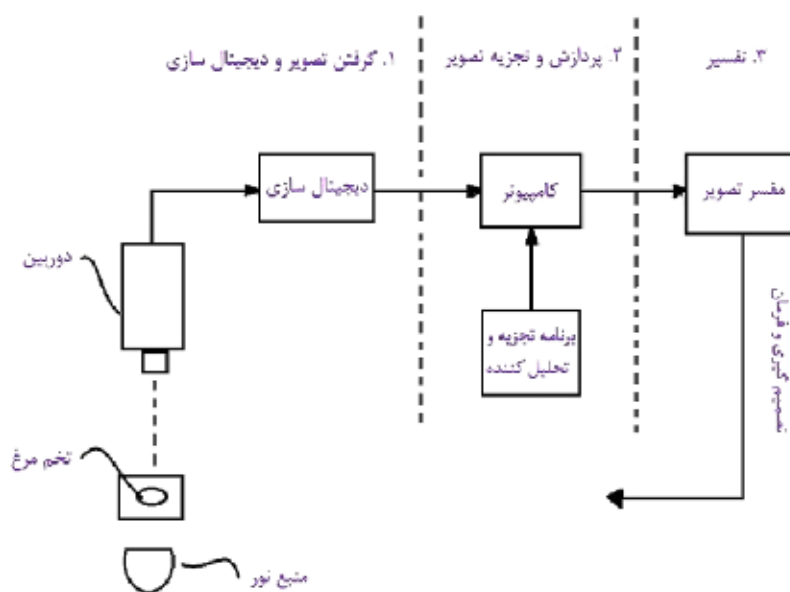 ۱. گرفتن تصویر و دیجیتال سازی
۲. پردازش و تجزیه تصویر
۳. تفسیر
دیجیتال سازی
کامپیوتر
مفسر تصویر
دوربین
برنامه تجزیه و
تحلیل کننده
تصمیم گیری و فرمان
تخم مرغ
منبع نور